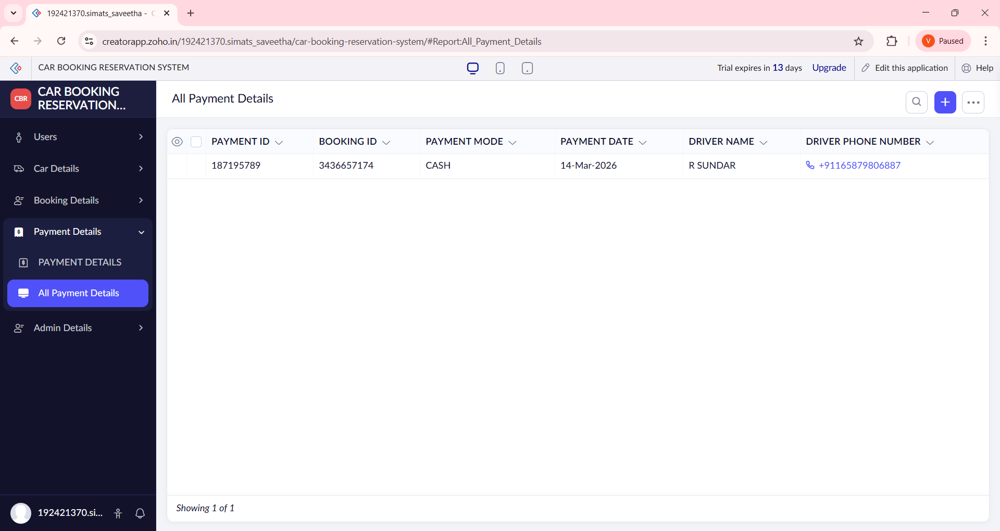 192421370.simats_saveetha -
creatorapp.zoho.in/192421370.simats_saveetha/car-booking-reservation-system/#Report:All_Payment_Details
V Paused
CAR BOOKING RESERVATION SYSTEM
Trial expires in 13 days
Upgrade
Edit this application
Help
CBR
CAR BOOKING
RESERVATION...
All Payment Details
Users
Car Details
Booking Details
Payment Details
PAYMENT DETAILS
All Payment Details
Admin Details
PAYMENT ID BOOKING ID PAYMENT MODE PAYMENT DATE DRIVER NAME DRIVER PHONE NUMBER
187195789 3436657174 CASH 14-Mar-2026 R SUNDAR +91165879806887
Showing 1 of 1
192421370.si...